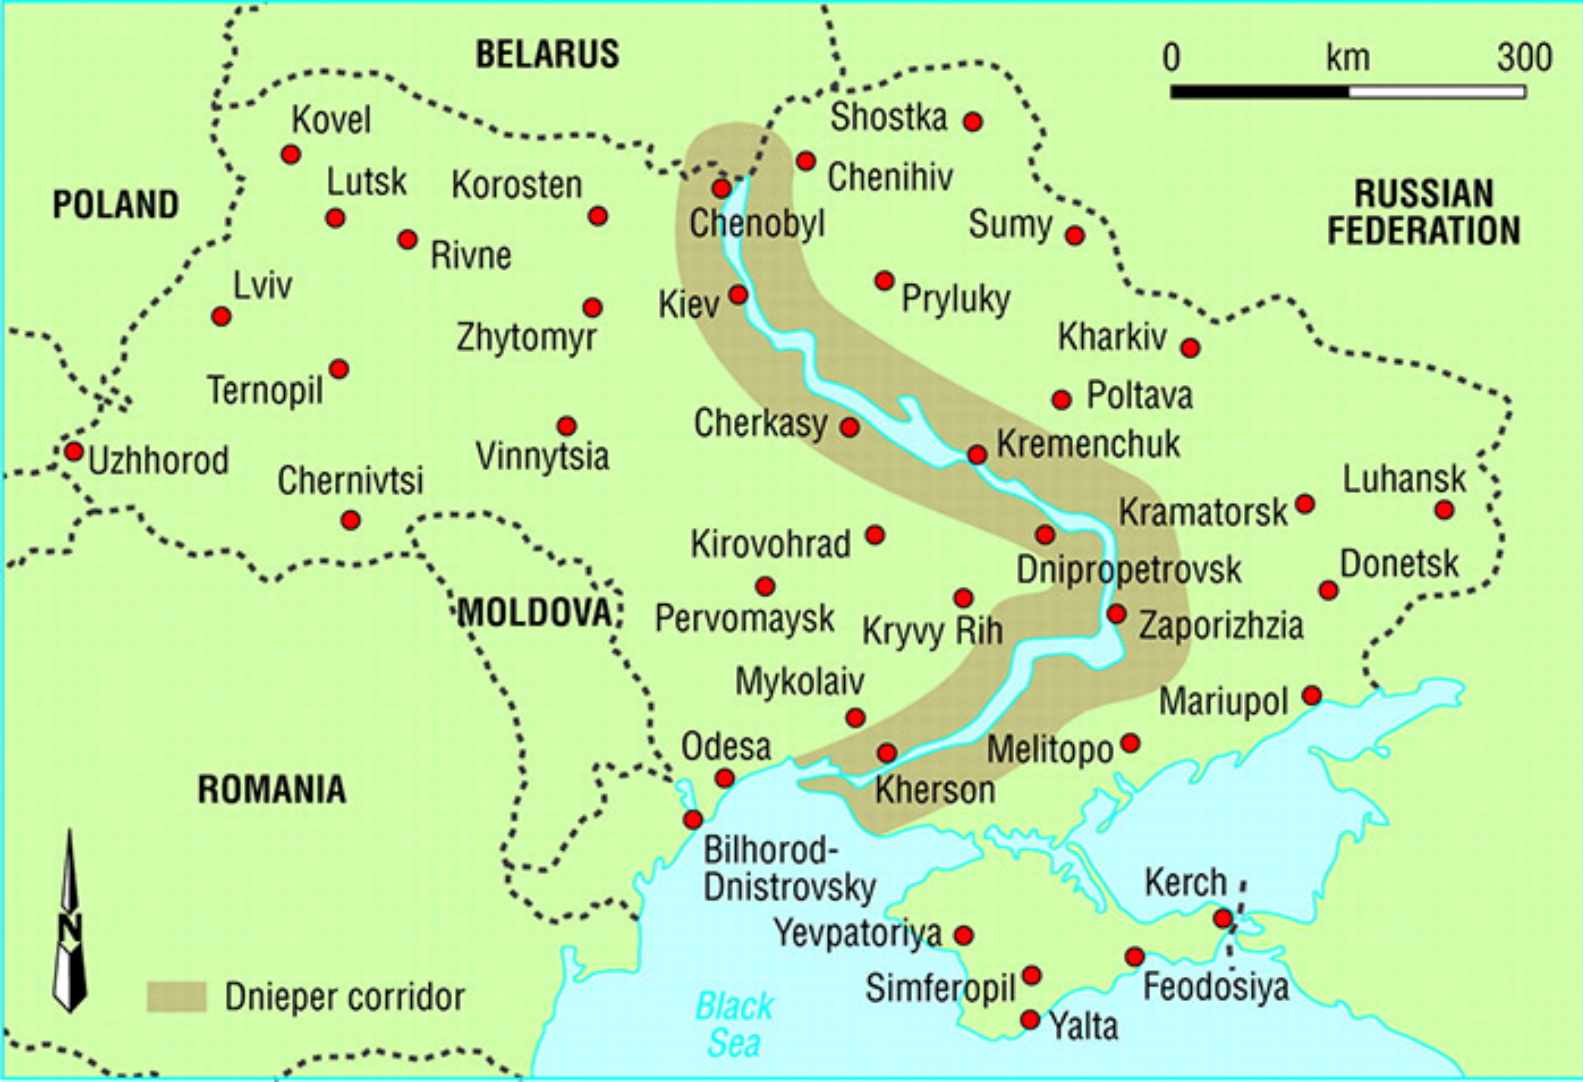 BELARUS
0 km 300
Shostka
Kovel
Chenihiv
Lutsk
Korosten
POLAND
RUSSIAN
FEDERATION
Chenobyl
Sumy
Rivne
Lviv
Kiev
Pryluky
Zhytomyr
Kharkiv
Ternopil
Poltava
Cherkasy
Kremenchuk
Vinnytsia
Uzhhorod
Chernivtsi
Luhansk
Kramatorsk
Kirovohrad
Donetsk
Dnipropetrovsk
MOLDOVA
Pervomaysk
Kryvy Rih
Zaporizhzia
Mykolaiv
Mariupol
Odesa
Melitopo
ROMANIA
Kherson
Bilhorod-
Dnistrovsky
Kerch
N
Yevpatoriya
Simferopil
Feodosiya
Dnieper corridor
Black
Sea
Yalta